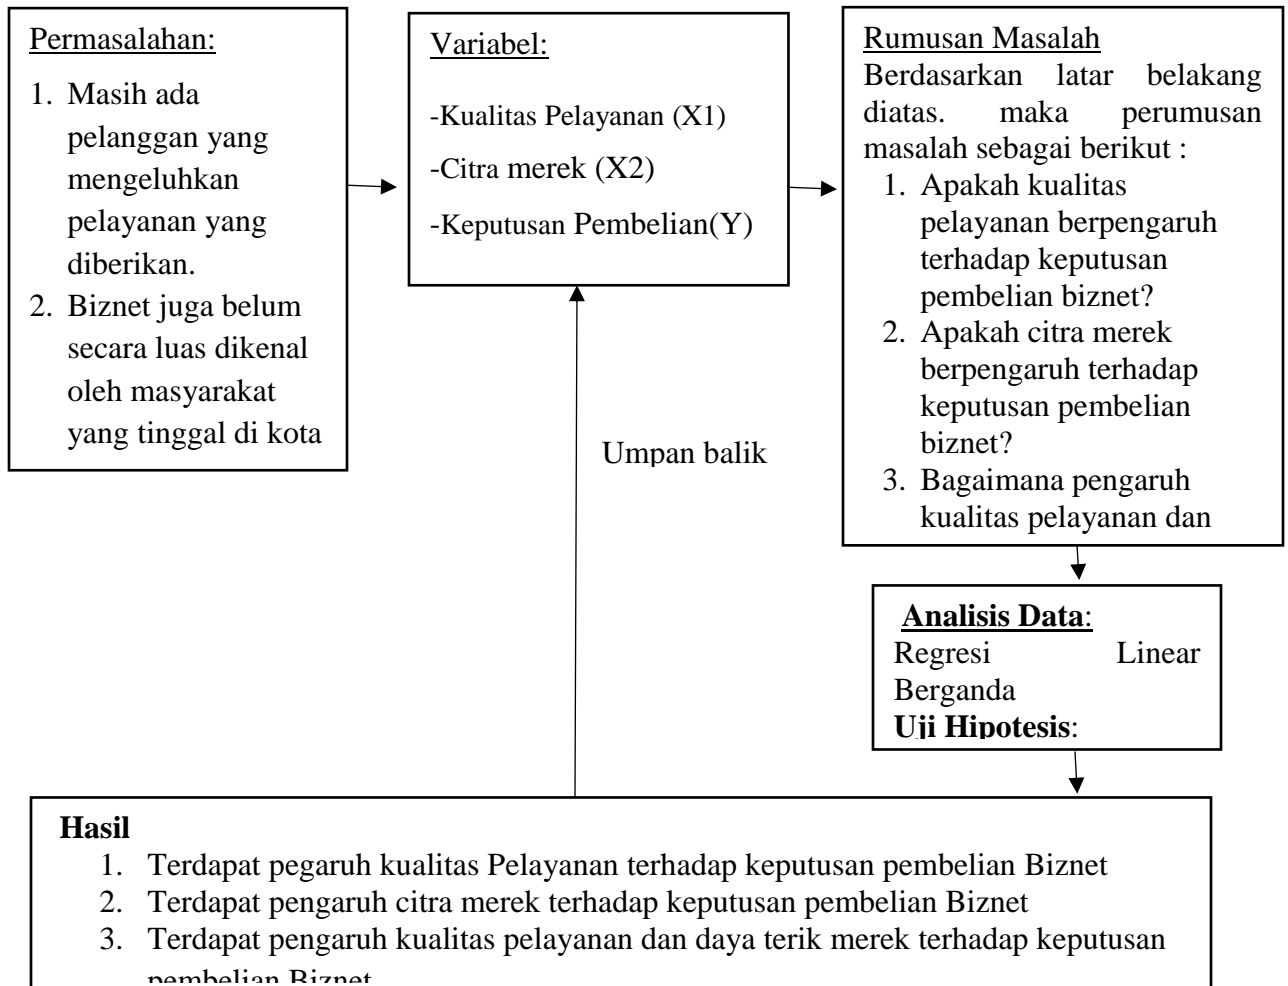 Permasalahan:
1. Masih ada
pelanggan yang
mengeluhkan
pelayanan yang
diberikan.
2. Biznet juga belum
secara luas dikenal
oleh masyarakat
yang tinggal di kota
Variabel:
-Kualitas Pelayanan (X1)
-Citra merek (X2)
-Keputusan Pembelian(Y)
Rumusan Masalah
Berdasarkan latar belakang
diatas. maka perumusan
masalah sebagai berikut :
1. Apakah kualitas
pelayanan berpengaruh
terhadap keputusan
pembelian biznet?
2. Apakah citra merek
berpengaruh terhadap
keputusan pembelian
biznet?
3. Bagaimana pengaruh
kualitas pelayanan dan
Umpan balik
Analisis Data:
Regresi Linear
Berganda
Uji Hipotesis:
Hasil
1. Terdapat pegaruh kualitas Pelayanan terhadap keputusan pembelian Biznet
2. Terdapat pengaruh citra merek terhadap keputusan pembelian Biznet
3. Terdapat pengaruh kualitas pelayanan dan daya terik merek terhadap keputusan
pembelian Biznet